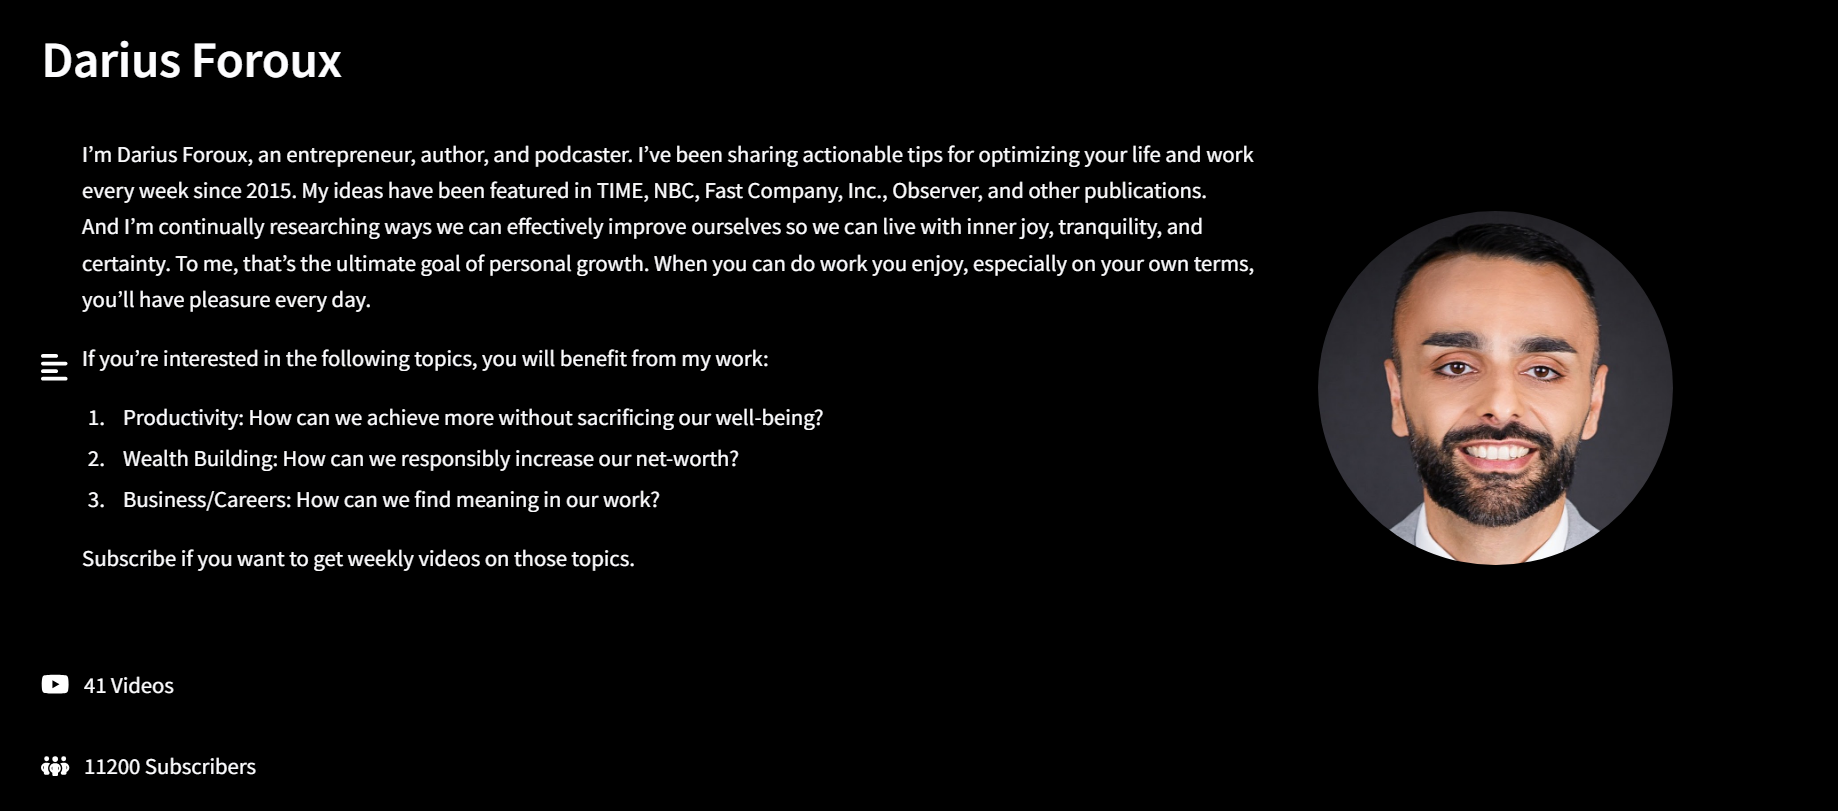 Darius Foroux
I’m Darius Foroux, an entrepreneur, author, and podcaster. I’ve been sharing actionable tips for optimizing your life and work
every week since 2015. My ideas have been featured in TIME, NBC, Fast Company, Inc., Observer, and other publications.
And I’m continually researching ways we can effectively improve ourselves so we can live with inner joy, tranquility, and
certainty. To me, that’s the ultimate goal of personal growth. When you can do work you enjoy, especially on your own terms,
you’ll have pleasure every day.
If you’re interested in the following topics, you will benefit from my work:
1. Productivity: How can we achieve more without sacrificing our well-being?
2. Wealth Building: How can we responsibly increase our net-worth?
3. Business/Careers: How can we find meaning in our work?
Subscribe if you want to get weekly videos on those topics.
41 Videos
11200 Subscribers